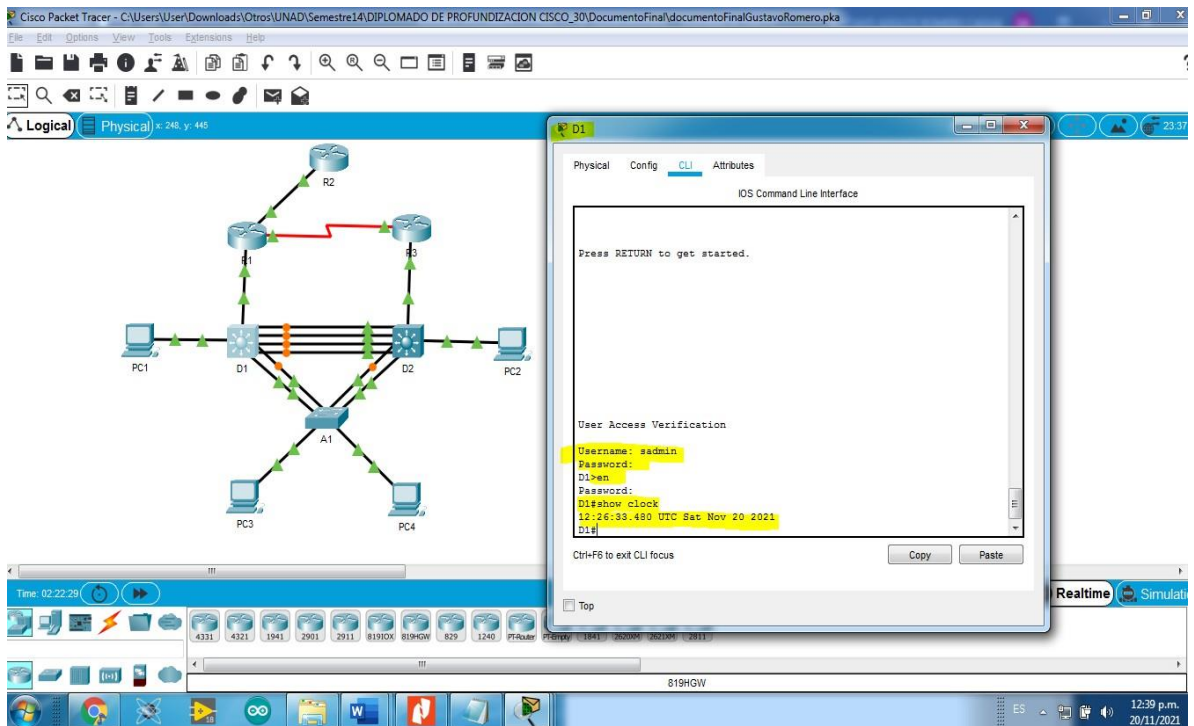 Cisco Packet Tracer - C:\Users\User\Downloads\Otros\UNAD\Semestre14\DIPLOMADO DE PROFUNDIZACION CISCO_30\DocumentoFinal\documentoFinalGustavoRomero.pka
File Edit Options View Tools Extensions Help
Logical Physical x: 248, y: 445
23:37
R2
R1
R3
PC1
D1
D2
PC2
A1
PC3
PC4
D1
Physical Config CLI Attributes
IOS Command Line Interface
Press RETURN to get started.
User Access Verification
Username: sadmin
Password:
D1>en
Password:
D1#show clock
12:26:33.480 UTC Sat Nov 20 2021
D1#
Ctrl+F6 to exit CLI focus
Copy Paste
Top
Time: 02:22:29
Realtime Simulati
4331 4321 1941 2901 2911 819IOX 819HGW 829 1240 PT-Router PT-Empty 1841 2620XM 2621XM 2811
819HGW
ES
12:39 p.m.
20/11/2021